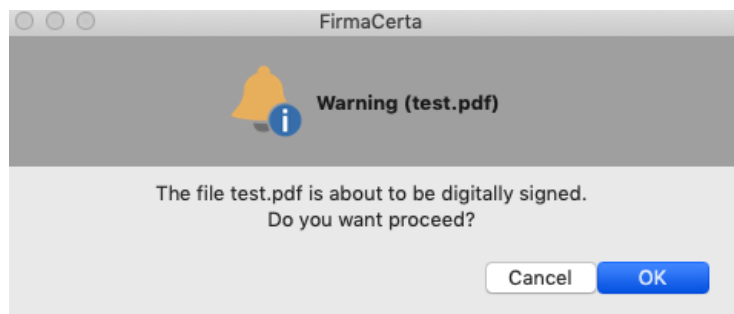 FirmaCerta
Warning (test.pdf)
The file test.pdf is about to be digitally signed.
Do you want proceed?
Cancel
OK